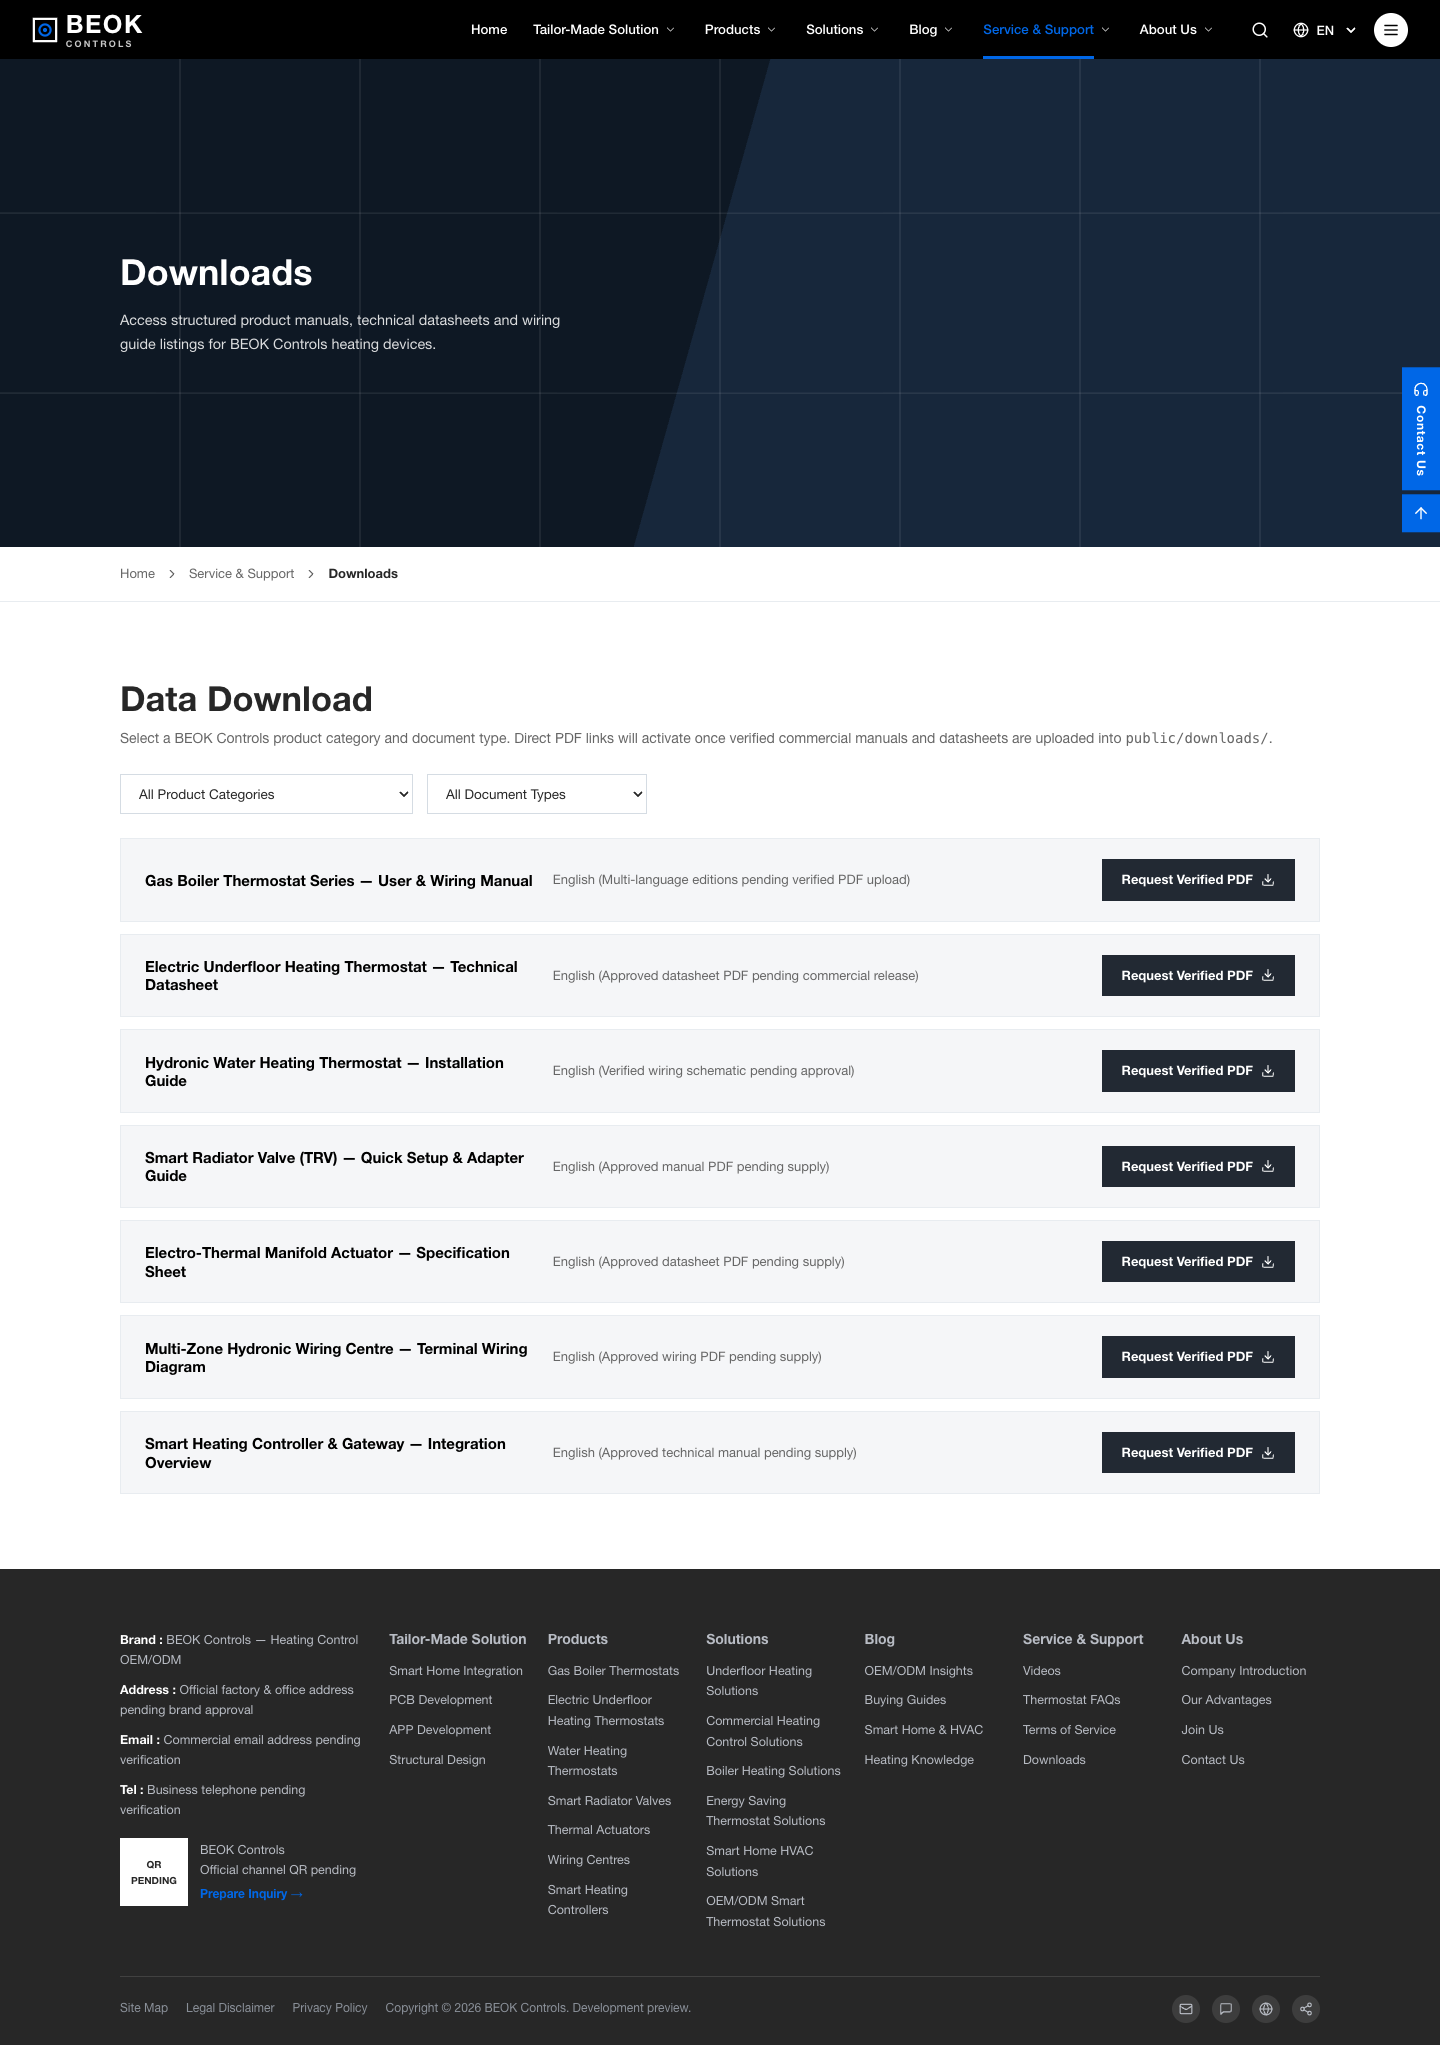 BEOK
CONTROLS
Home
Tailor-Made Solution
Products
Solutions
Blog
Service & Support
About Us
EN
Downloads
Access structured product manuals, technical datasheets and wiring
guide listings for BEOK Controls heating devices.
Contact Us
Home
Service & Support
Downloads
Data Download
Select a BEOK Controls product category and document type. Direct PDF links will activate once verified commercial manuals and datasheets are uploaded into public/downloads/.
All Product Categories
All Document Types
Gas Boiler Thermostat Series — User & Wiring Manual
English (Multi-language editions pending verified PDF upload)
Request Verified PDF
Electric Underfloor Heating Thermostat — Technical
Datasheet
English (Approved datasheet PDF pending commercial release)
Request Verified PDF
Hydronic Water Heating Thermostat — Installation
Guide
English (Verified wiring schematic pending approval)
Request Verified PDF
Smart Radiator Valve (TRV) — Quick Setup & Adapter
Guide
English (Approved manual PDF pending supply)
Request Verified PDF
Electro-Thermal Manifold Actuator — Specification
Sheet
English (Approved datasheet PDF pending supply)
Request Verified PDF
Multi-Zone Hydronic Wiring Centre — Terminal Wiring
Diagram
English (Approved wiring PDF pending supply)
Request Verified PDF
Smart Heating Controller & Gateway — Integration
Overview
English (Approved technical manual pending supply)
Request Verified PDF
Brand : BEOK Controls — Heating Control
OEM/ODM
Address : Official factory & office address
pending brand approval
Email : Commercial email address pending
verification
Tel : Business telephone pending
verification
QR
PENDING
BEOK Controls
Official channel QR pending
Prepare Inquiry →
Tailor-Made Solution
Smart Home Integration
PCB Development
APP Development
Structural Design
Products
Gas Boiler Thermostats
Electric Underfloor
Heating Thermostats
Water Heating
Thermostats
Smart Radiator Valves
Thermal Actuators
Wiring Centres
Smart Heating
Controllers
Solutions
Underfloor Heating
Solutions
Commercial Heating
Control Solutions
Boiler Heating Solutions
Energy Saving
Thermostat Solutions
Smart Home HVAC
Solutions
OEM/ODM Smart
Thermostat Solutions
Blog
OEM/ODM Insights
Buying Guides
Smart Home & HVAC
Heating Knowledge
Service & Support
Videos
Thermostat FAQs
Terms of Service
Downloads
About Us
Company Introduction
Our Advantages
Join Us
Contact Us
Site Map
Legal Disclaimer
Privacy Policy
Copyright © 2026 BEOK Controls. Development preview.